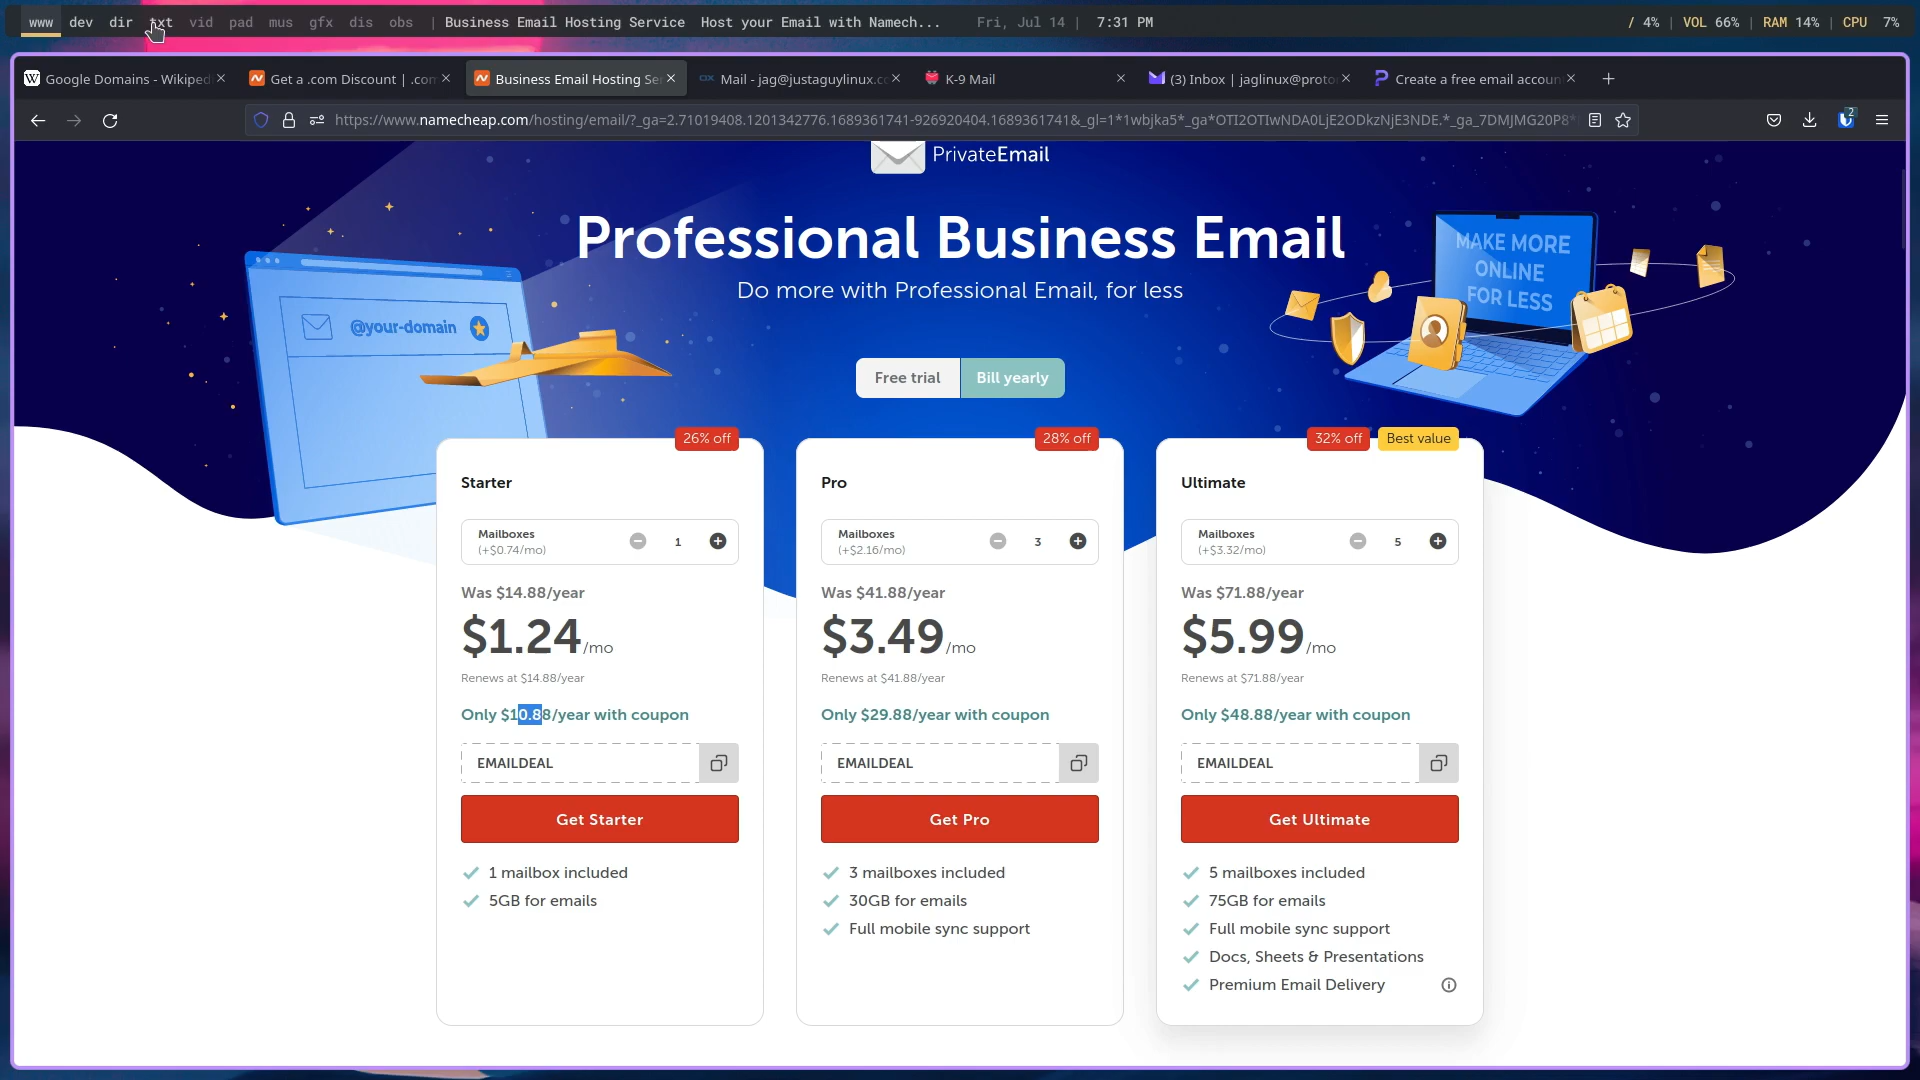 www dev dir txt vid pad mus gfx dis obs | Business Email Hosting Service  Host your Email with Namech... Fri, Jul 14 | 7:31 PM / 4% | VOL 66% | RAM 14% | CPU 7%
Google Domains - Wikiped Get a .com Discount | .com Business Email Hosting Se Mail - jag@justaguylinux.c K-9 Mail (3) Inbox | jaglinux@proto Create a free email accoun
https://www.namecheap.com/hosting/email/?_ga=2.71019408.1201342776.1689361741-926920404.1689361741&_gl=1*1wbjka5*_ga*OTI2OTIwNDA0LjE2ODkzNjE3NDE.*_ga_7DMJMG20P8* 2
PrivateEmail
Professional Business Email
Do more with Professional Email, for less
@your-domain
MAKE MORE
ONLINE
FOR LESS
Free trial Bill yearly
26% off 28% off 32% off Best value
Starter Pro Ultimate
Mailboxes 1 Mailboxes 3 Mailboxes 5
(+$0.74/mo) (+$2.16/mo) (+$3.32/mo)
Was $14.88/year Was $41.88/year Was $71.88/year
$1.24/mo $3.49/mo $5.99/mo
Renews at $14.88/year Renews at $41.88/year Renews at $71.88/year
Only $10.88/year with coupon Only $29.88/year with coupon Only $48.88/year with coupon
EMAILDEAL EMAILDEAL EMAILDEAL
Get Starter Get Pro Get Ultimate
1 mailbox included 3 mailboxes included 5 mailboxes included
5GB for emails 30GB for emails 75GB for emails
Full mobile sync support Full mobile sync support
Docs, Sheets & Presentations
Premium Email Delivery